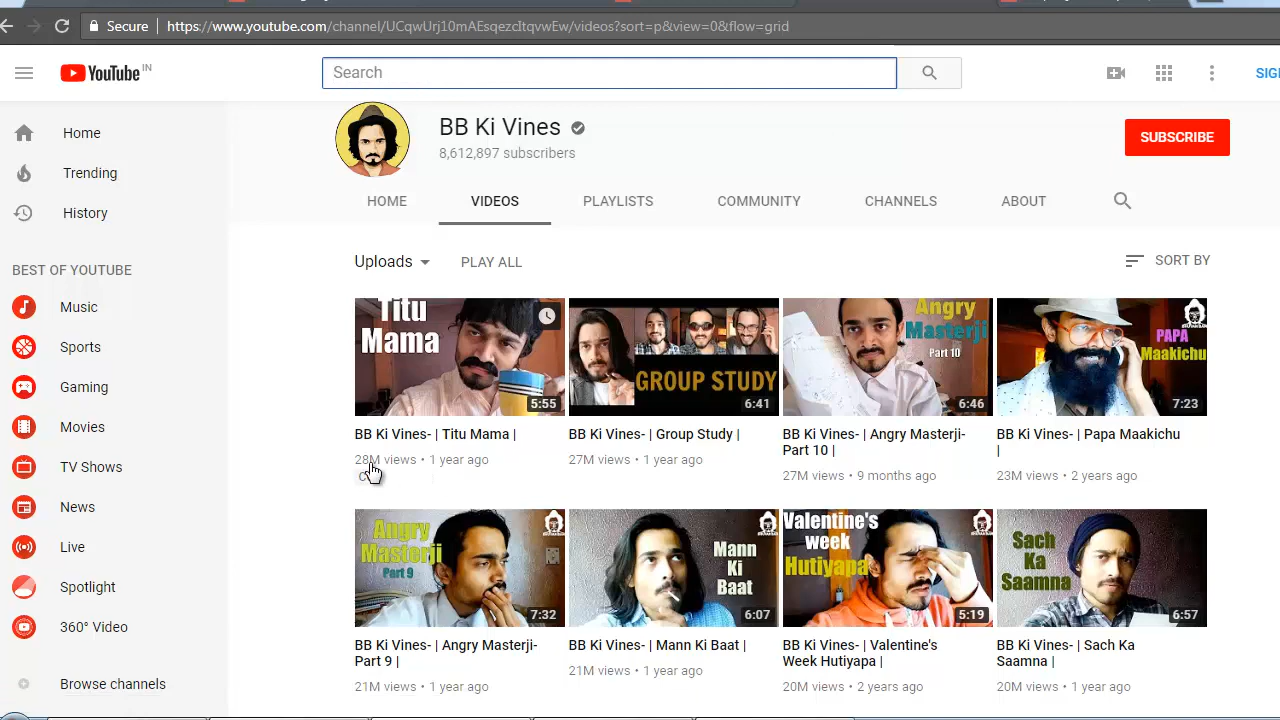 Secure https://www.youtube.com/channel/UCqwUrj10mAEsqezcItqvwEw/videos?sort=p&view=0&flow=grid
YouTube IN
Search
SIGN
BB Ki Vines
8,612,897 subscribers
SUBSCRIBE
HOME VIDEOS PLAYLISTS COMMUNITY CHANNELS ABOUT
Home
Trending
History
BEST OF YOUTUBE
Music
Sports
Gaming
Movies
TV Shows
News
Live
Spotlight
360° Video
Browse channels
Uploads PLAY ALL SORT BY
Titu
Mama
5:55
BB Ki Vines- | Titu Mama |
28M views • 1 year ago
GROUP STUDY
6:41
BB Ki Vines- | Group Study |
27M views • 1 year ago
Angry
Masterji
Part 10
6:46
BB Ki Vines- | Angry Masterji-
Part 10 |
27M views • 9 months ago
PAPA
Maakichu
7:23
BB Ki Vines- | Papa Maakichu
|
23M views • 2 years ago
Angry
Masterji
Part 9
7:32
BB Ki Vines- | Angry Masterji-
Part 9 |
21M views • 1 year ago
Mann
Ki
Baat
6:07
BB Ki Vines- | Mann Ki Baat |
21M views • 1 year ago
Valentine's
week
Hutiyapa
5:19
BB Ki Vines- | Valentine's
Week Hutiyapa |
20M views • 2 years ago
Sach
Ka
Saamna
6:57
BB Ki Vines- | Sach Ka
Saamna |
20M views • 1 year ago